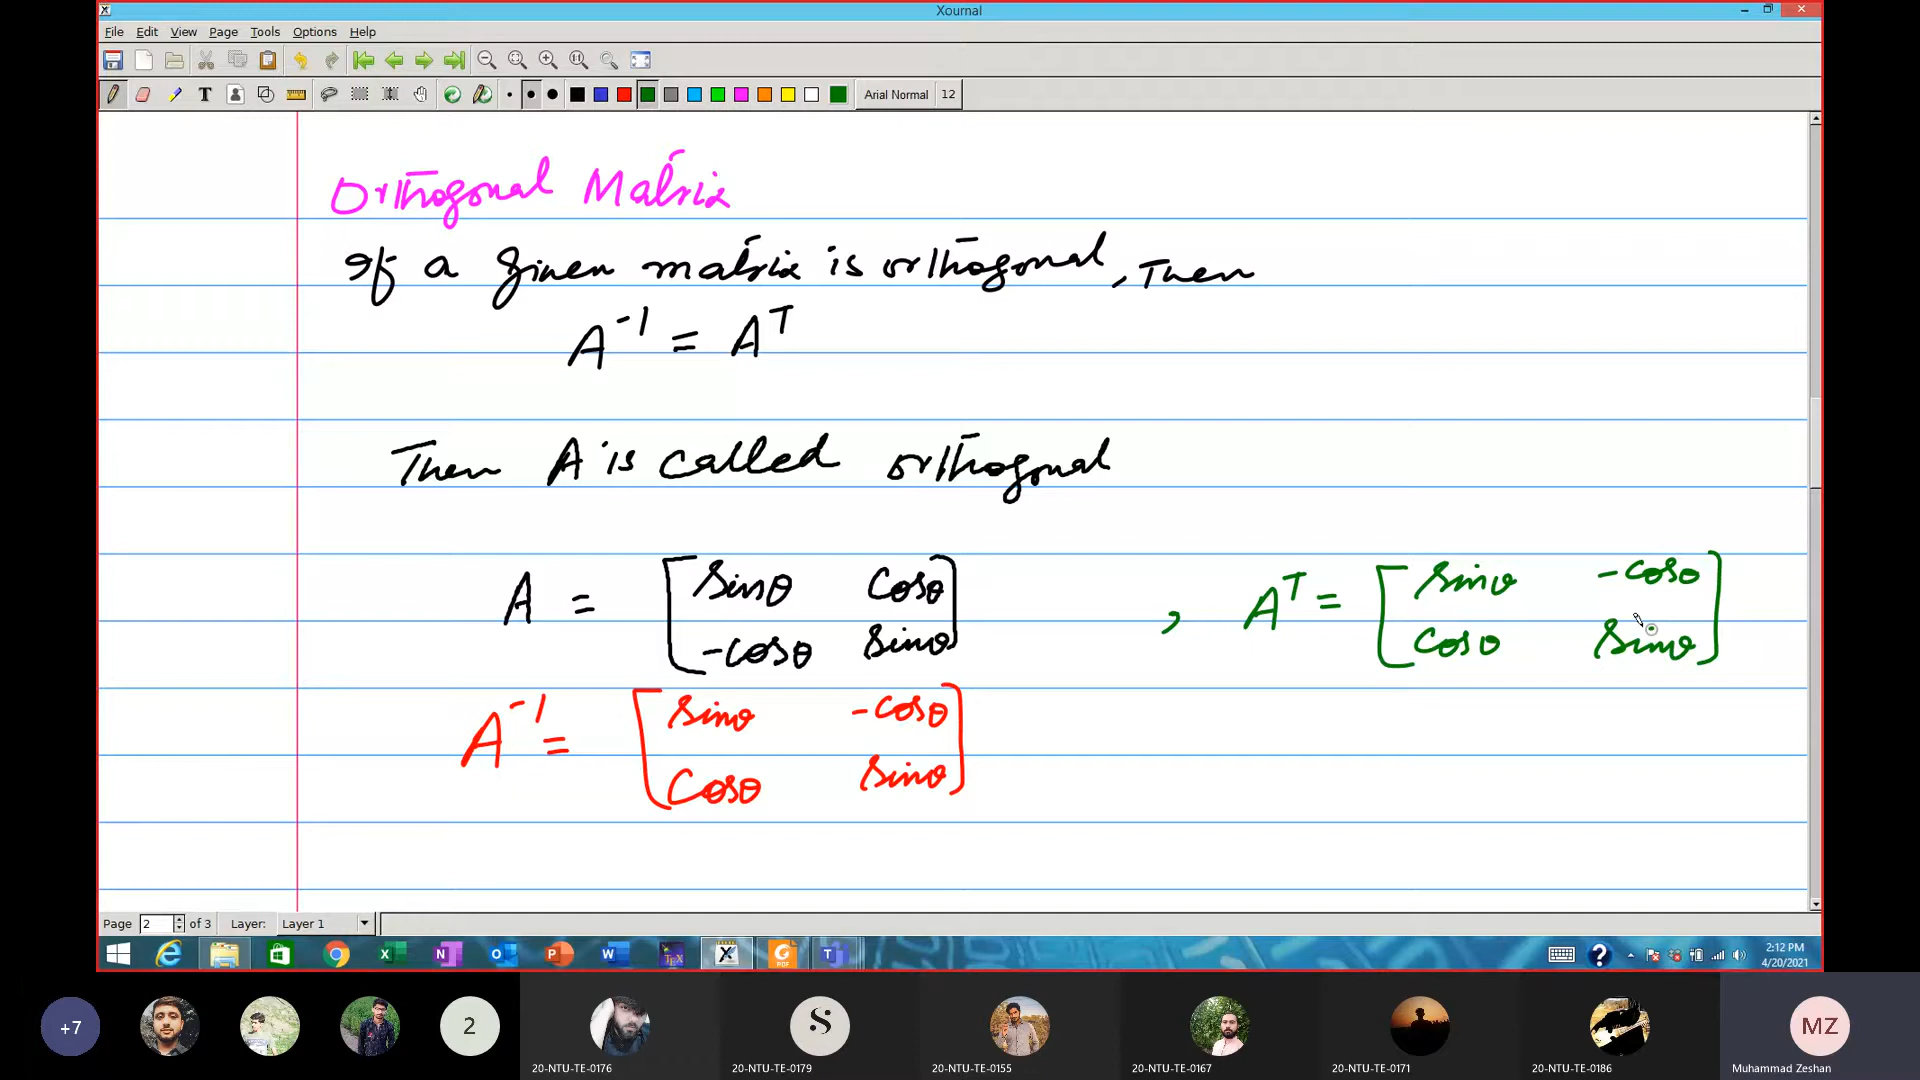 Xournal
File Edit View Page Tools Options Help
Arial Normal 12
Orthogonal Matrix
If a given matrix is orthogonal, Then
A⁻¹ = Aᵀ
Then A is called orthogonal
A = [ sinθ cosθ
-cosθ sinθ ]
, Aᵀ = [ sinθ -cosθ
cosθ sinθ ]
A⁻¹ = [ sinθ -cosθ
cosθ sinθ ]
Page 2 of 3 Layer: Layer 1
2:12 PM
4/20/2021
+7
2
S
MZ
20-NTU-TE-0176 20-NTU-TE-0179 20-NTU-TE-0155 20-NTU-TE-0167 20-NTU-TE-0171 20-NTU-TE-0186 Muhammad Zeshan